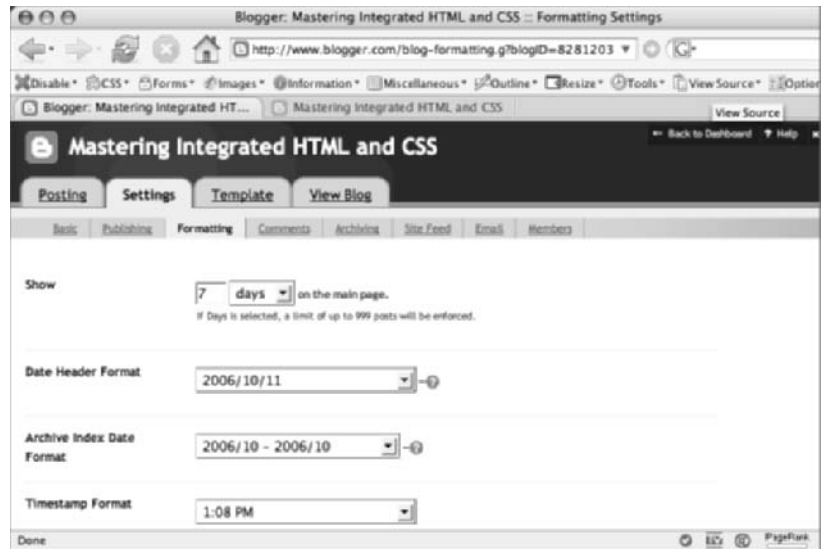 Blogger: Mastering Integrated HTML and CSS :: Formatting Settings
http://www.blogger.com/blog-formatting.g?blogID=8281203
Disable CSS Forms Images Information Miscellaneous Outline Resize Tools View Source Option
Blogger: Mastering Integrated HT... Mastering Integrated HTML and CSS
View Source
Mastering Integrated HTML and CSS
Back to Dashboard ? Help
Posting Settings Template View Blog
Basic Publishing Formatting Comments Archiving Site Feed Email Members
Show
7 days on the main page.
If Days is selected, a limit of up to 999 posts will be enforced.
Date Header Format
2006/10/11
Archive Index Date
Format
2006/10 - 2006/10
Timestamp Format
1:08 PM
Done
PageRank